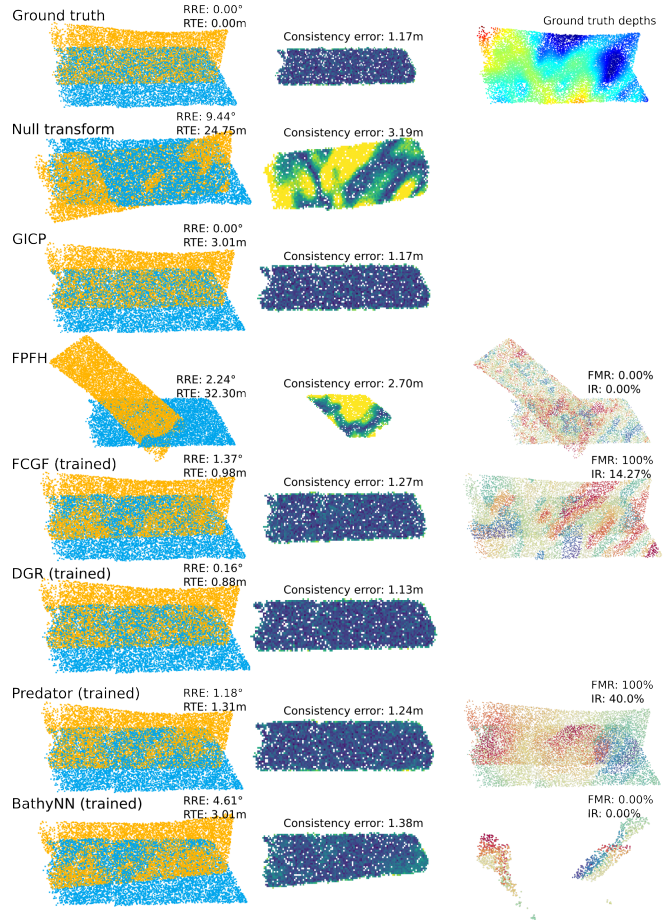 Ground truth
RRE: 0.00°
RTE: 0.00m
Consistency error: 1.17m
Ground truth depths
Null transform
RRE: 9.44°
RTE: 24.75m
Consistency error: 3.19m
GICP
RRE: 0.00°
RTE: 3.01m
Consistency error: 1.17m
FPFH
RRE: 2.24°
RTE: 32.30m
Consistency error: 2.70m
FMR: 0.00%
IR: 0.00%
FCGF (trained)
RRE: 1.37°
RTE: 0.98m
Consistency error: 1.27m
FMR: 100%
IR: 14.27%
DGR (trained)
RRE: 0.16°
RTE: 0.88m
Consistency error: 1.13m
Predator (trained)
RRE: 1.18°
RTE: 1.31m
Consistency error: 1.24m
FMR: 100%
IR: 40.0%
BathyNN (trained)
RRE: 4.61°
RTE: 3.01m
Consistency error: 1.38m
FMR: 0.00%
IR: 0.00%